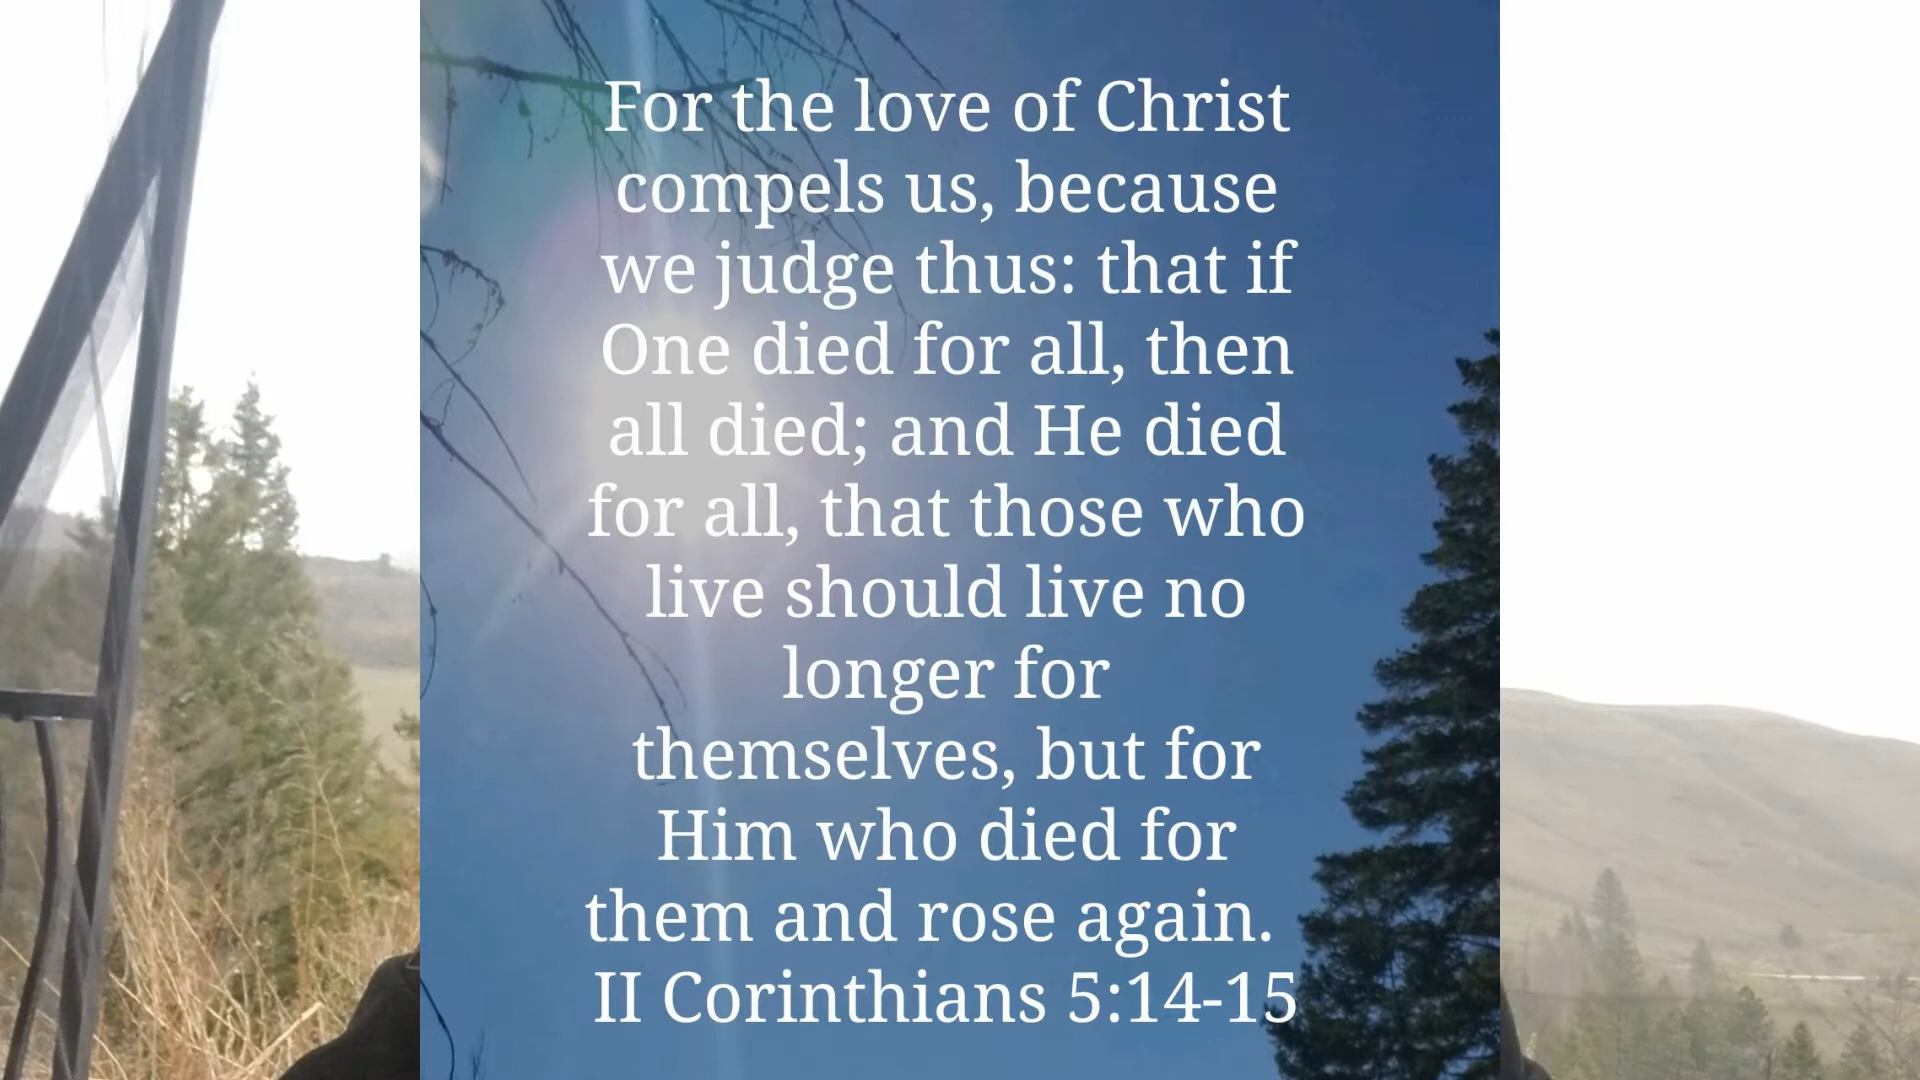 For the love of Christ
compels us, because
we judge thus: that if
One died for all, then
all died; and He died
for all, that those who
live should live no
longer for
themselves, but for
Him who died for
them and rose again.
II Corinthians 5:14-15